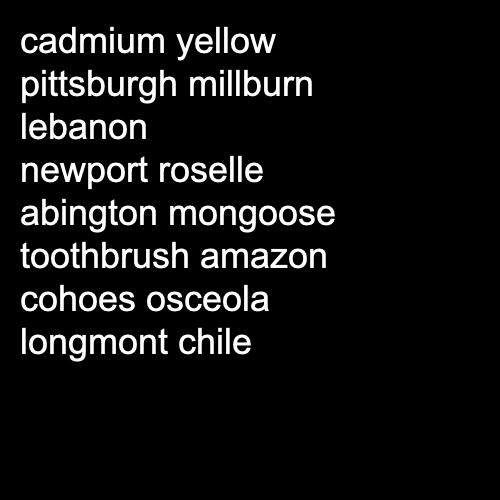 cadmium yellow
pittsburgh millburn
lebanon
newport roselle
abington mongoose
toothbrush amazon
cohoes osceola
longmont chile